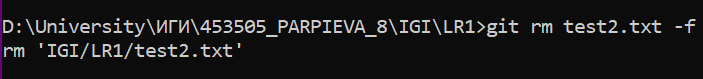 D:\University\ИГИ\453505_PARPIEVA_8\IGI\LR1>git rm test2.txt -f
rm 'IGI/LR1/test2.txt'